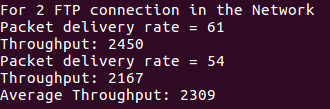 For 2 FTP connection in the Network
Packet delivery rate = 61
Throughput: 2450
Packet delivery rate = 54
Throughput: 2167
Average Throughput: 2309